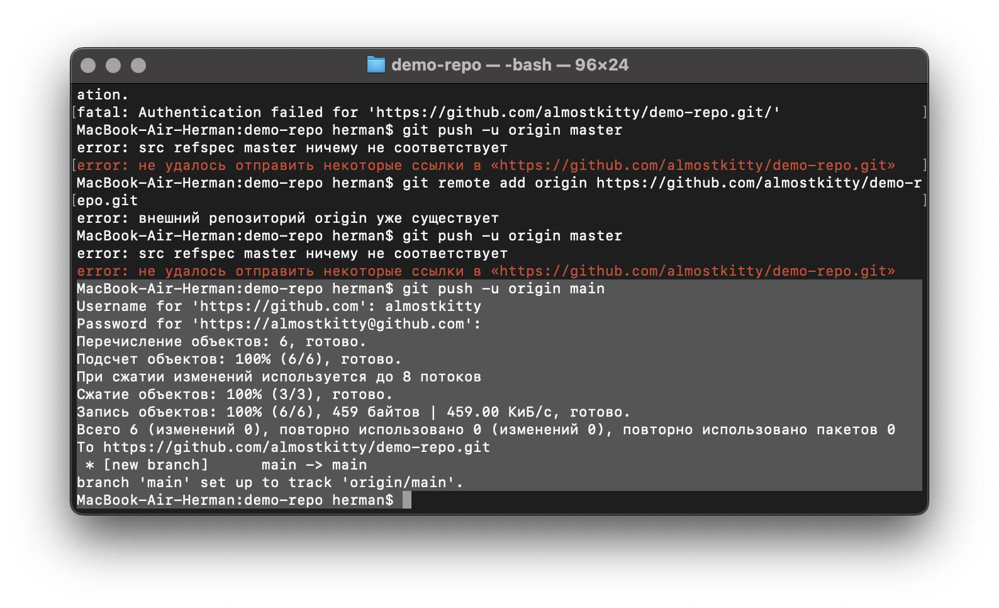 demo-repo — -bash — 96×24
ation.
[fatal: Authentication failed for 'https://github.com/almostkitty/demo-repo.git/' ]
MacBook-Air-Herman:demo-repo herman$ git push -u origin master
error: src refspec master ничему не соответствует
[error: не удалось отправить некоторые ссылки в «https://github.com/almostkitty/demo-repo.git» ]
MacBook-Air-Herman:demo-repo herman$ git remote add origin https://github.com/almostkitty/demo-r
[epo.git ]
error: внешний репозиторий origin уже существует
MacBook-Air-Herman:demo-repo herman$ git push -u origin master
error: src refspec master ничему не соответствует
error: не удалось отправить некоторые ссылки в «https://github.com/almostkitty/demo-repo.git»
MacBook-Air-Herman:demo-repo herman$ git push -u origin main
Username for 'https://github.com': almostkitty
Password for 'https://almostkitty@github.com':
Перечисление объектов: 6, готово.
Подсчет объектов: 100% (6/6), готово.
При сжатии изменений используется до 8 потоков
Сжатие объектов: 100% (3/3), готово.
Запись объектов: 100% (6/6), 459 байтов | 459.00 КиБ/с, готово.
Всего 6 (изменений 0), повторно использовано 0 (изменений 0), повторно использовано пакетов 0
To https://github.com/almostkitty/demo-repo.git
 * [new branch]      main -> main
branch 'main' set up to track 'origin/main'.
MacBook-Air-Herman:demo-repo herman$